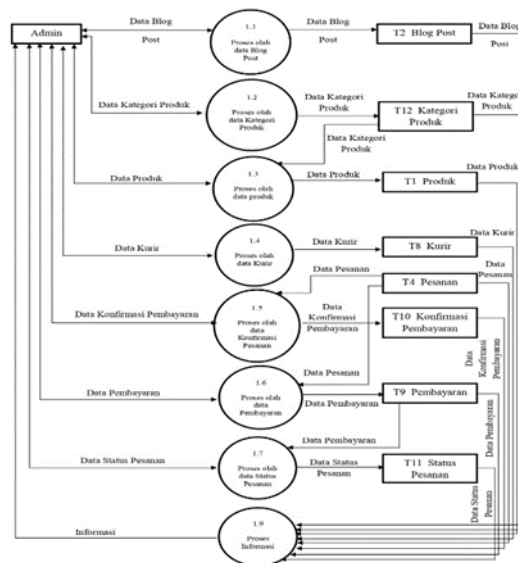 Admin
Data Blog
Post
1.1
Proses olah
data Blog
Post
Data Blog
Post
T2 Blog Post
Data Blog
Post
Data Kategori Produk
1.2
Proses olah
data Kategori
Produk
Data Kategori
Produk
T12 Kategori
Produk
Data Kategori
Produk
Data Kategori
Produk
Data Produk
1.3
Proses olah
data produk
Data Produk
T1 Produk
Data Produk
Data Kurir
1.4
Proses olah
data Kurir
Data Kurir
T8 Kurir
Data Kurir
Data Pesanan
T4 Pesanan
Data
Pesanan
Data Konfirmasi Pembayaran
1.5
Proses olah
data
Konfirmasi
Pesanan
Data
Konfirmasi
Pembayaran
T10 Konfirmasi
Pembayaran
Data
Konfirmasi
Pembayaran
Data Pesanan
Data Pembayaran
1.6
Proses olah
data
Pembayaran
Data Pembayaran
T9 Pembayaran
Data Pembayaran
Data Pembayaran
Data Status Pesanan
1.7
Proses olah
data Status
Pesanan
Data Status
Pesanan
T11 Status
Pesanan
Data Status
Pesanan
Informasi
1.9
Proses
Informasi